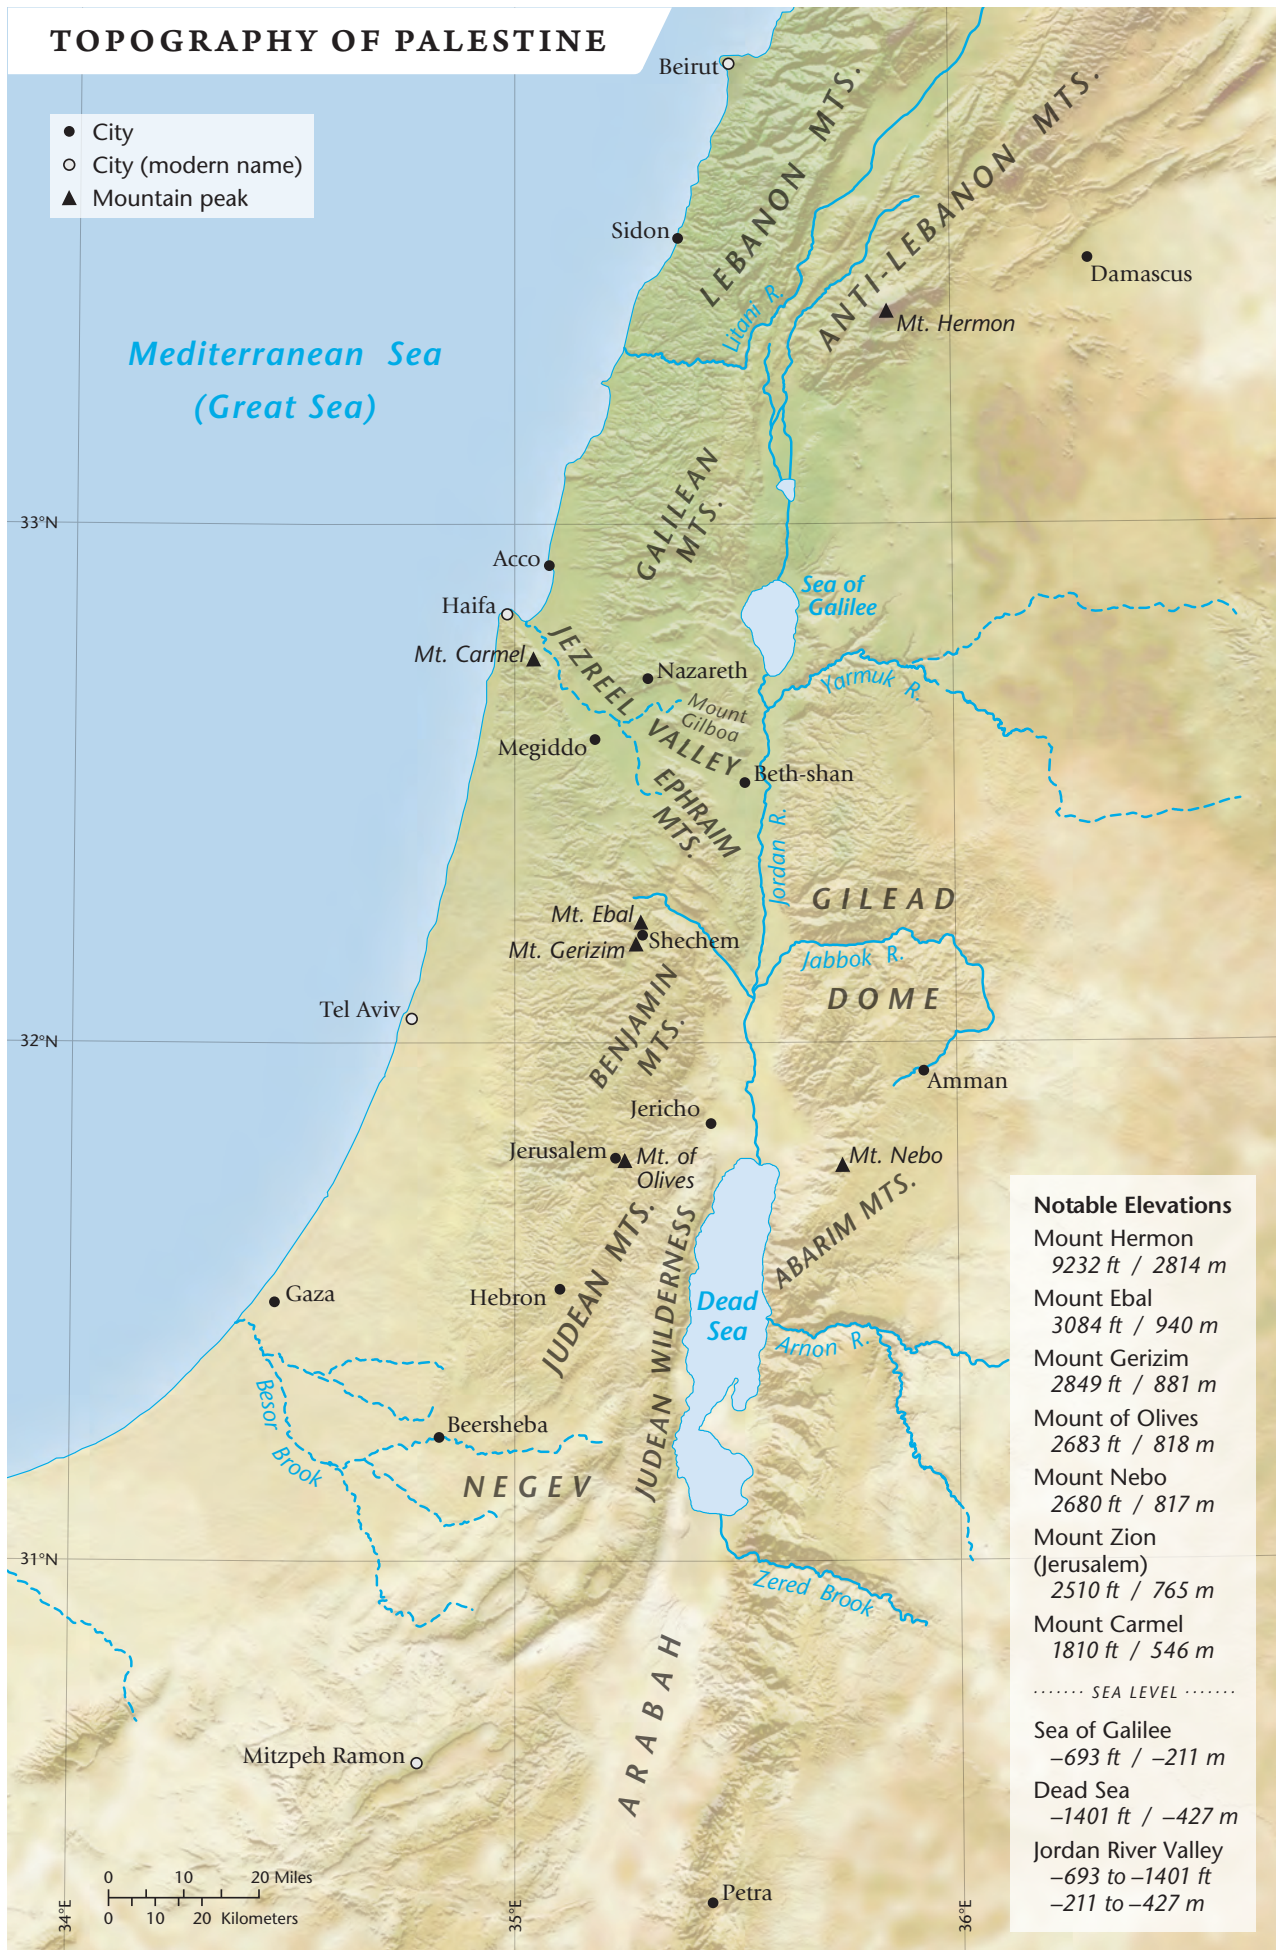 TOPOGRAPHY OF PALESTINE
City
City (modern name)
Mountain peak
Beirut
LEBANON MTS.
ANTI-LEBANON MTS.
Sidon
Damascus
Litani R.
Mt. Hermon
Mediterranean Sea
(Great Sea)
GALILEAN
MTS.
33°N
Acco
Sea of
Galilee
Haifa
Mt. Carmel
JEZREEL VALLEY
Nazareth
Yarmuk R.
Mount
Gilboa
Megiddo
Beth-shan
EPHRAIM
MTS.
Jordan R.
GILEAD
DOME
Mt. Ebal
Shechem
Mt. Gerizim
Jabbok R.
BENJAMIN
MTS.
Tel Aviv
32°N
Amman
Jericho
Jerusalem
Mt. of
Olives
Mt. Nebo
ABARIM MTS.
JUDEAN MTS.
JUDEAN WILDERNESS
Gaza
Hebron
Dead
Sea
Arnon R.
Besor Brook
Beersheba
NEGEV
31°N
Zered Brook
ARABAH
Mitzpeh Ramon
Petra
Notable Elevations
Mount Hermon
9232 ft / 2814 m
Mount Ebal
3084 ft / 940 m
Mount Gerizim
2849 ft / 881 m
Mount of Olives
2683 ft / 818 m
Mount Nebo
2680 ft / 817 m
Mount Zion
(Jerusalem)
2510 ft / 765 m
Mount Carmel
1810 ft / 546 m
....... SEA LEVEL .......
Sea of Galilee
–693 ft / –211 m
Dead Sea
–1401 ft / –427 m
Jordan River Valley
–693 to –1401 ft
–211 to –427 m
0 10 20 Miles
0 10 20 Kilometers
34°E
35°E
36°E